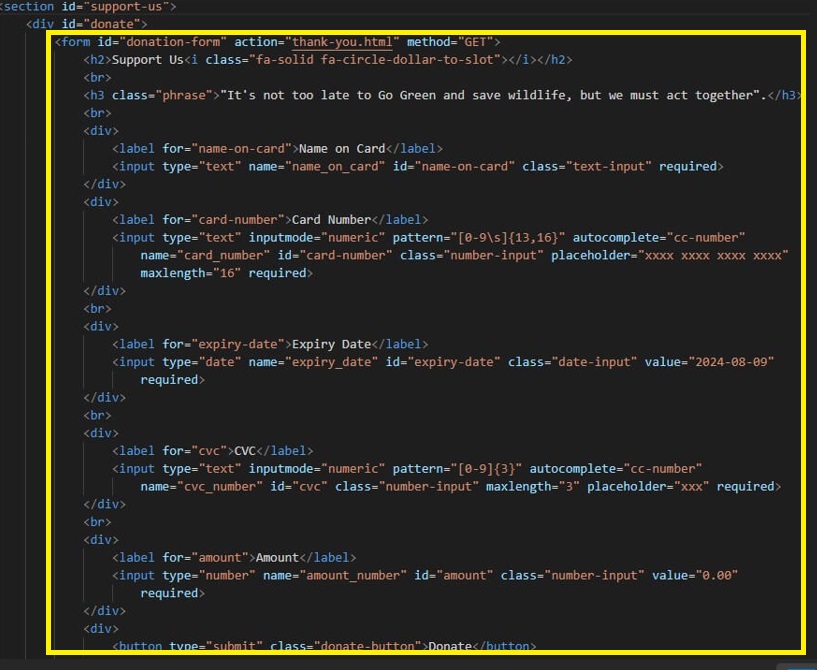 <section id="support-us">
<div id="donate">
<form id="donation-form" action="thank-you.html" method="GET">
<h2>Support Us<i class="fa-solid fa-circle-dollar-to-slot"></i></h2>
<br>
<h3 class="phrase">"It's not too late to Go Green and save wildlife, but we must act together".</h3>
<br>
<div>
<label for="name-on-card">Name on Card</label>
<input type="text" name="name_on_card" id="name-on-card" class="text-input" required>
</div>
<div>
<label for="card-number">Card Number</label>
<input type="text" inputmode="numeric" pattern="[0-9\s]{13,16}" autocomplete="cc-number"
name="card_number" id="card-number" class="number-input" placeholder="xxxx xxxx xxxx xxxx"
maxlength="16" required>
</div>
<br>
<div>
<label for="expiry-date">Expiry Date</label>
<input type="date" name="expiry_date" id="expiry-date" class="date-input" value="2024-08-09"
required>
</div>
<br>
<div>
<label for="cvc">CVC</label>
<input type="text" inputmode="numeric" pattern="[0-9]{3}" autocomplete="cc-number"
name="cvc_number" id="cvc" class="number-input" maxlength="3" placeholder="xxx" required>
</div>
<br>
<div>
<label for="amount">Amount</label>
<input type="number" name="amount_number" id="amount" class="number-input" value="0.00"
required>
</div>
<div>
<button type="submit" class="donate-button">Donate</button>